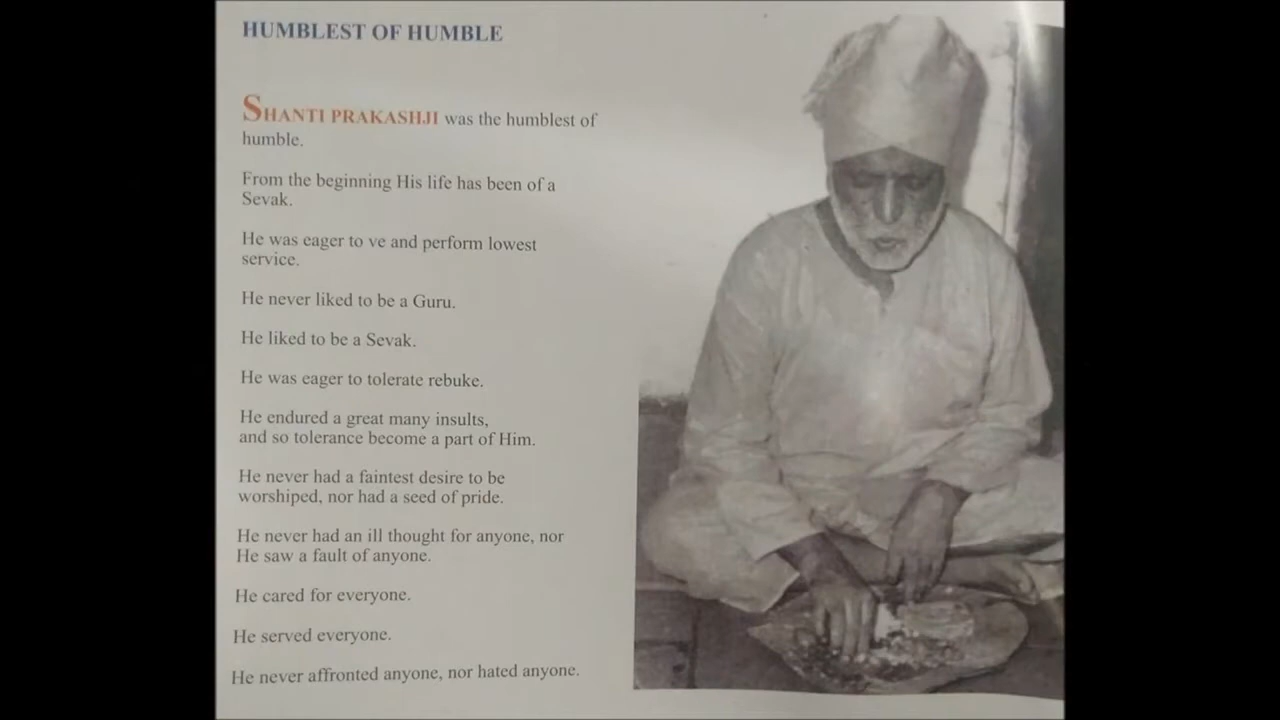 HUMBLEST OF HUMBLE
SHANTI PRAKASHJI was the humblest of
humble.
From the beginning His life has been of a
Sevak.
He was eager to ve and perform lowest
service.
He never liked to be a Guru.
He liked to be a Sevak.
He was eager to tolerate rebuke.
He endured a great many insults,
and so tolerance become a part of Him.
He never had a faintest desire to be
worshiped, nor had a seed of pride.
He never had an ill thought for anyone, nor
He saw a fault of anyone.
He cared for everyone.
He served everyone.
He never affronted anyone, nor hated anyone.